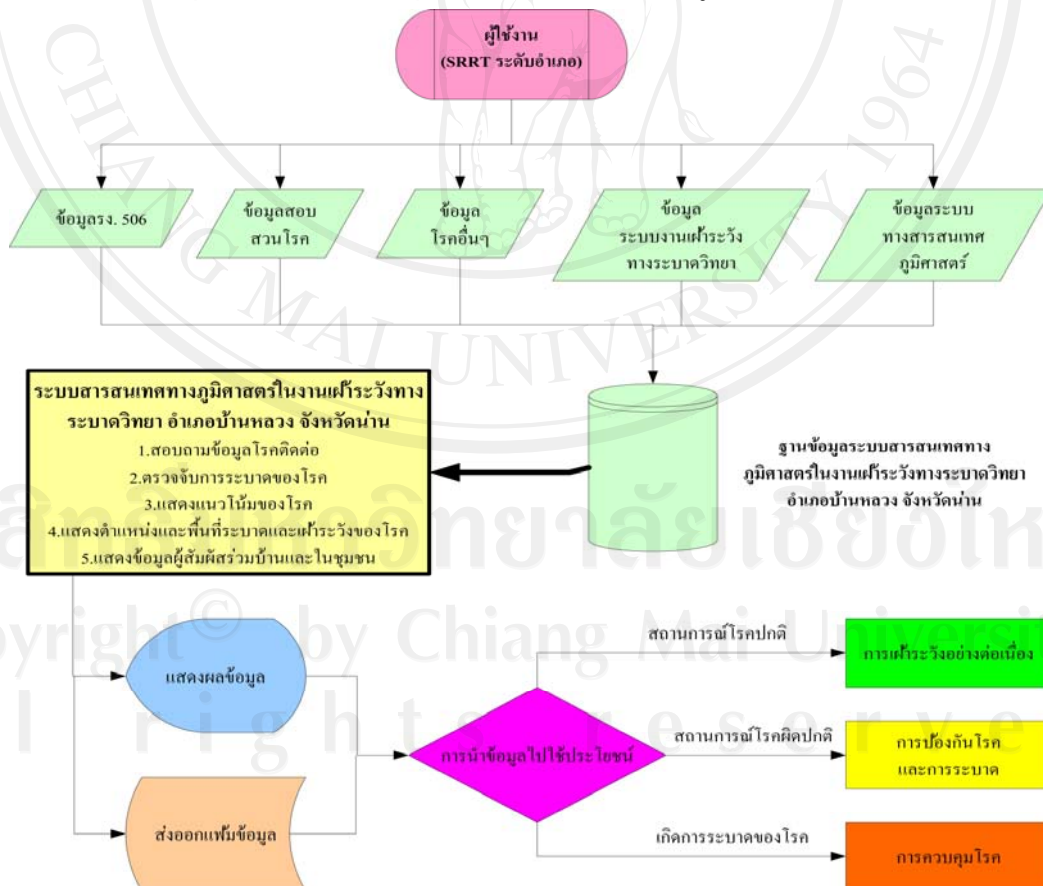 ผู้ใช้งาน
(SRRT ระดับอำเภอ)
ข้อมูลรง. 506
ข้อมูลสอบ
สวนโรค
ข้อมูล
โรคอื่นๆ
ข้อมูล
ระบบงานเฝ้าระวัง
ทางระบาดวิทยา
ข้อมูลระบบ
ทางสารสนเทศ
ภูมิศาสตร์
ระบบสารสนเทศทางภูมิศาสตร์ในงานเฝ้าระวังทาง
ระบาดวิทยา อำเภอบ้านหลวง จังหวัดน่าน
1.สอบถามข้อมูลโรคติดต่อ
2.ตรวจจับการระบาดของโรค
3.แสดงแนวโน้มของโรค
4.แสดงตำแหน่งและพื้นที่ระบาดและเฝ้าระวังของโรค
5.แสดงข้อมูลผู้สัมผัสร่วมบ้านและในชุมชน
ฐานข้อมูลระบบสารสนเทศทาง
ภูมิศาสตร์ในงานเฝ้าระวังทางระบาดวิทยา
อำเภอบ้านหลวง จังหวัดน่าน
แสดงผลข้อมูล
ส่งออกแฟ้มข้อมูล
การนำข้อมูลไปใช้ประโยชน์
สถานการณ์โรคปกติ
การเฝ้าระวังอย่างต่อเนื่อง
สถานการณ์โรคผิดปกติ
การป้องกันโรค
และการระบาด
เกิดการระบาดของโรค
การควบคุมโรค
CHIANG MAI UNIVERSITY 1964
by Chiang Mai